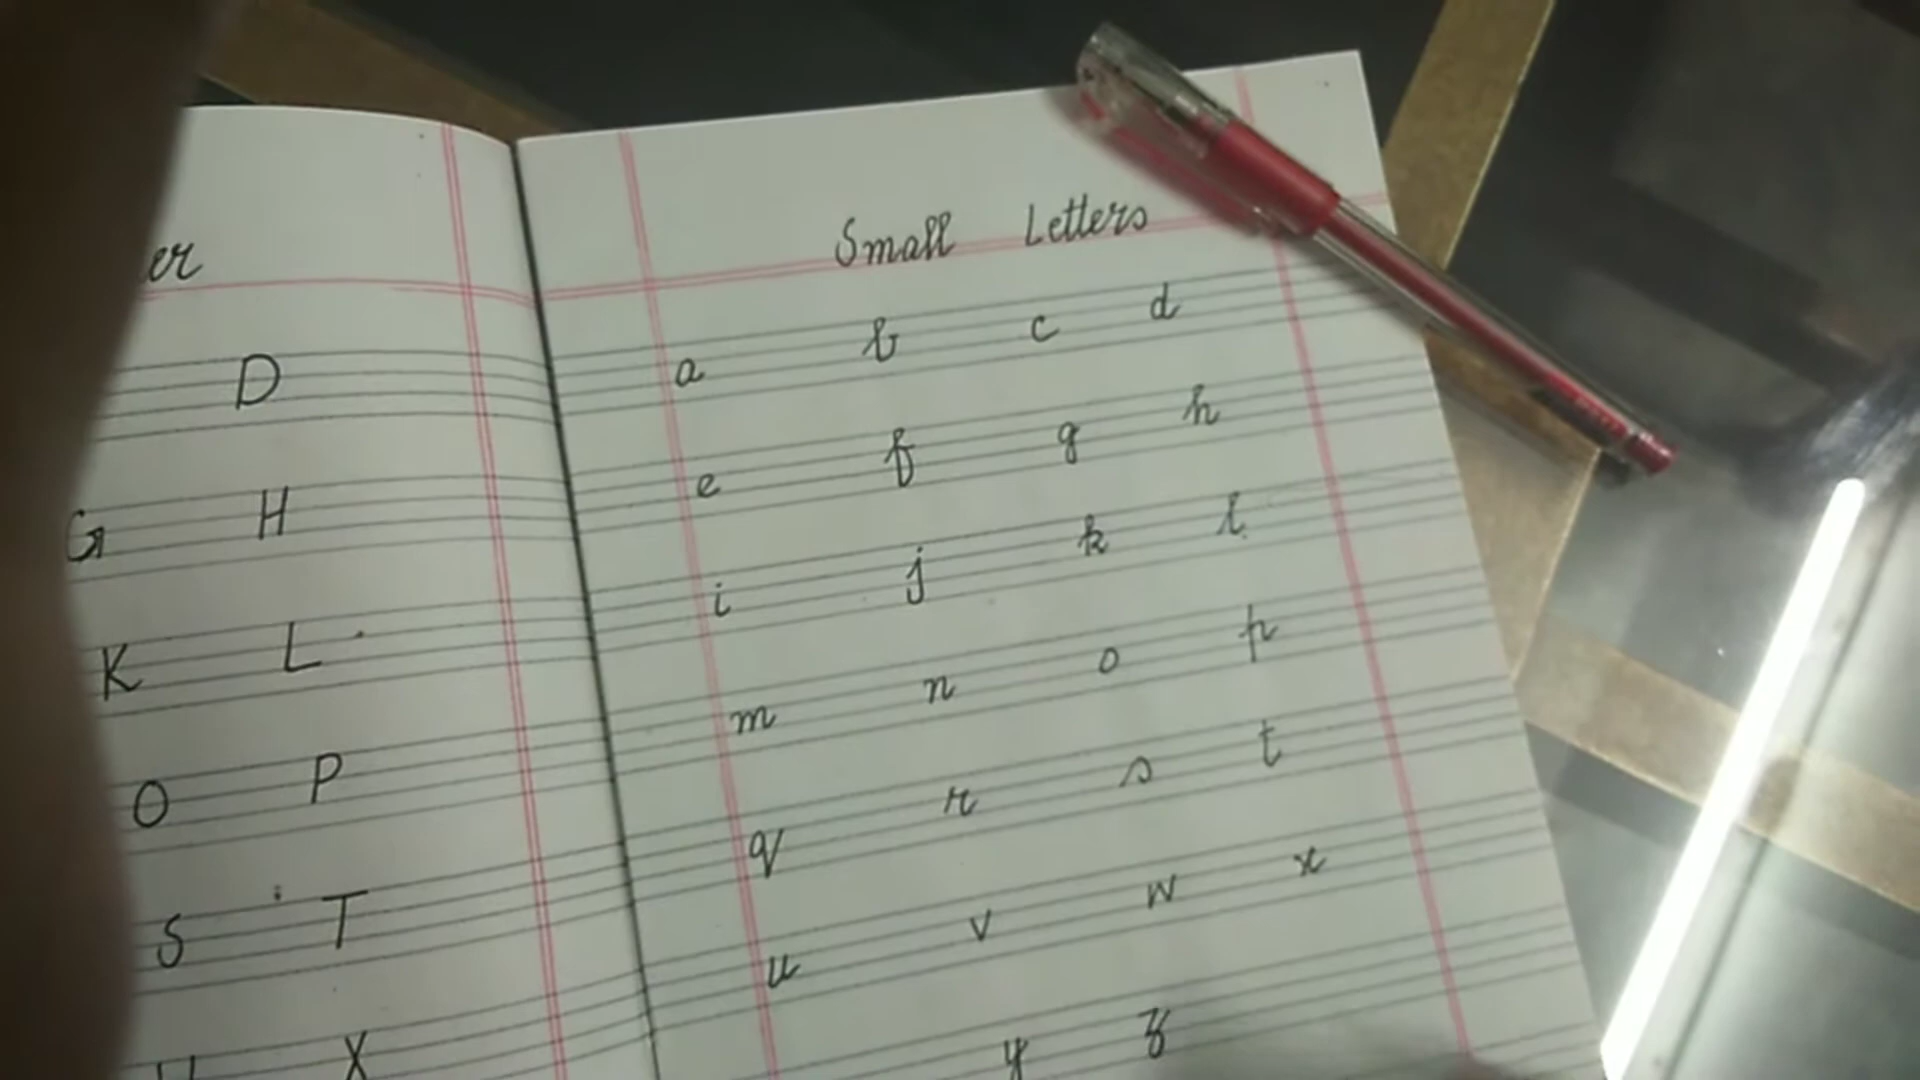 er
D
G H
K L
O P
S T
X
Small Letters
a b c d
e f g h
i j k l
m n o p
q r s t
u v w x
y z